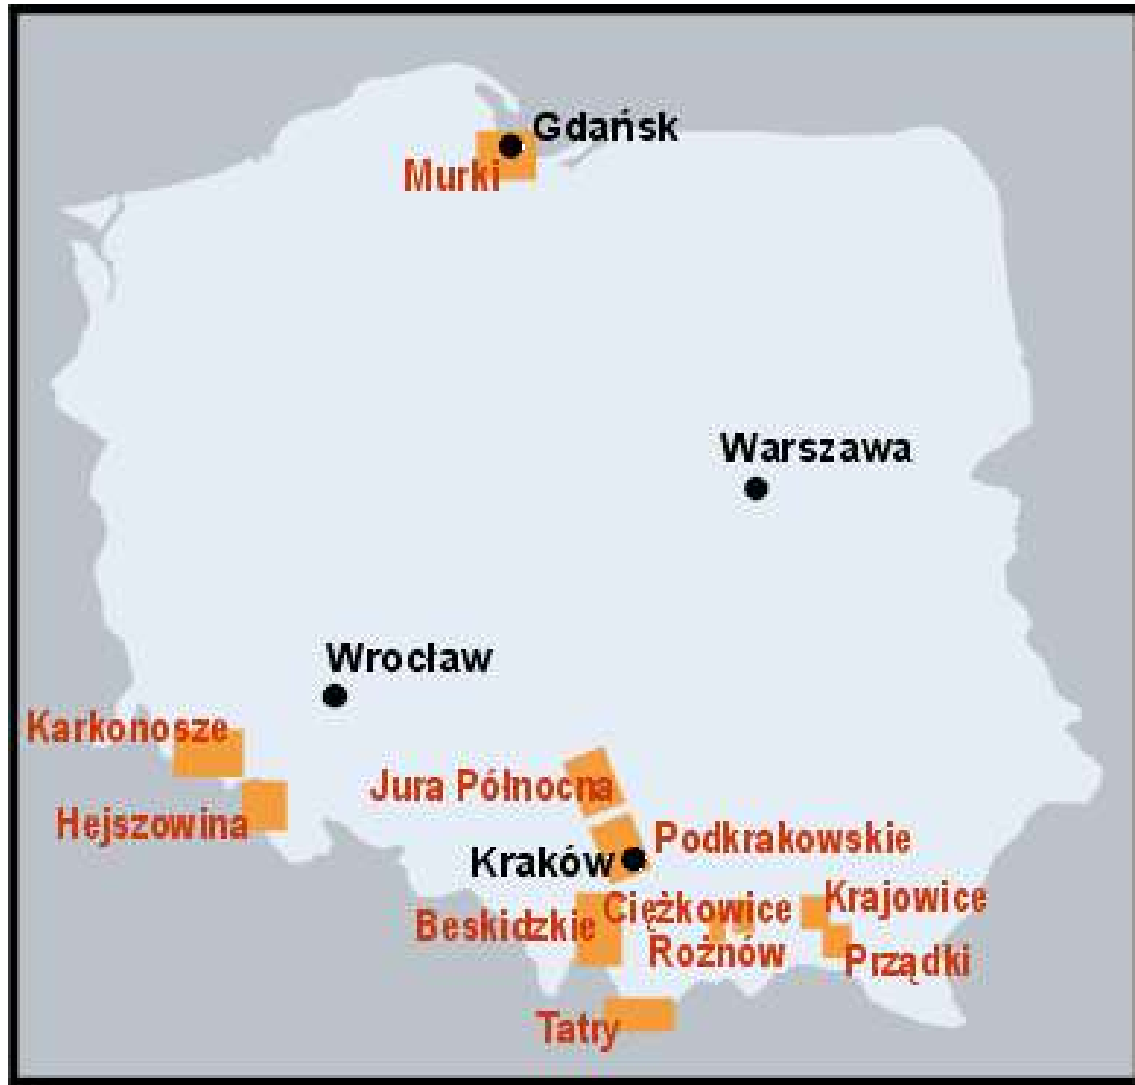 Gdańsk
Murki
Warszawa
Wrocław
Karkonosze
Jura Północna
Hejszowina
Podkrakowskie
Kraków
Krajowice
Ciężkowice
Beskidzkie
Rożnów
Prządki
Tatry